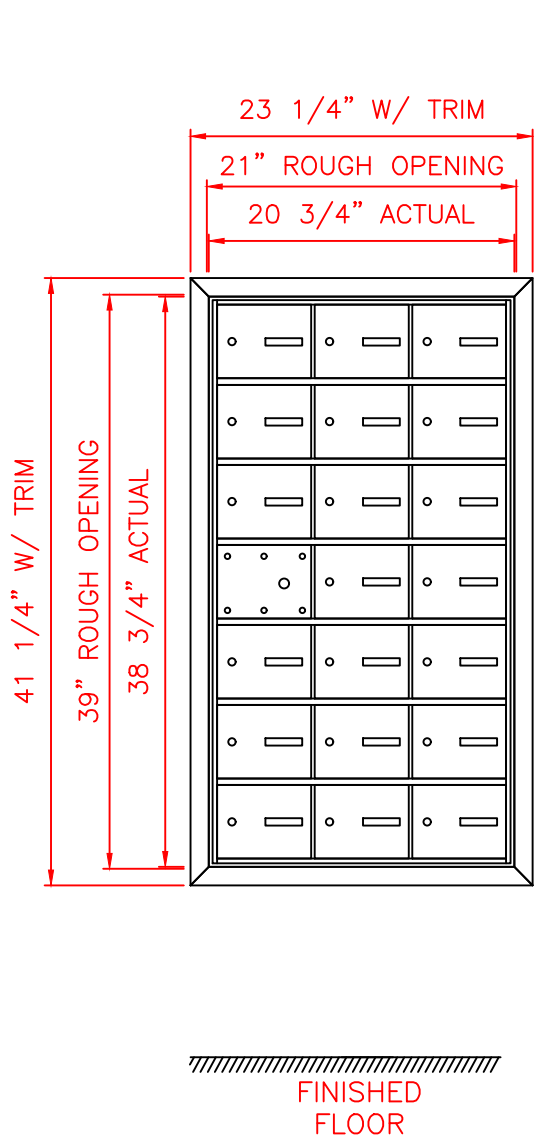 23 1/4” W/ TRIM
21” ROUGH OPENING
20 3/4” ACTUAL
41 1/4” W/ TRIM
39” ROUGH OPENING
38 3/4” ACTUAL
FINISHED
FLOOR